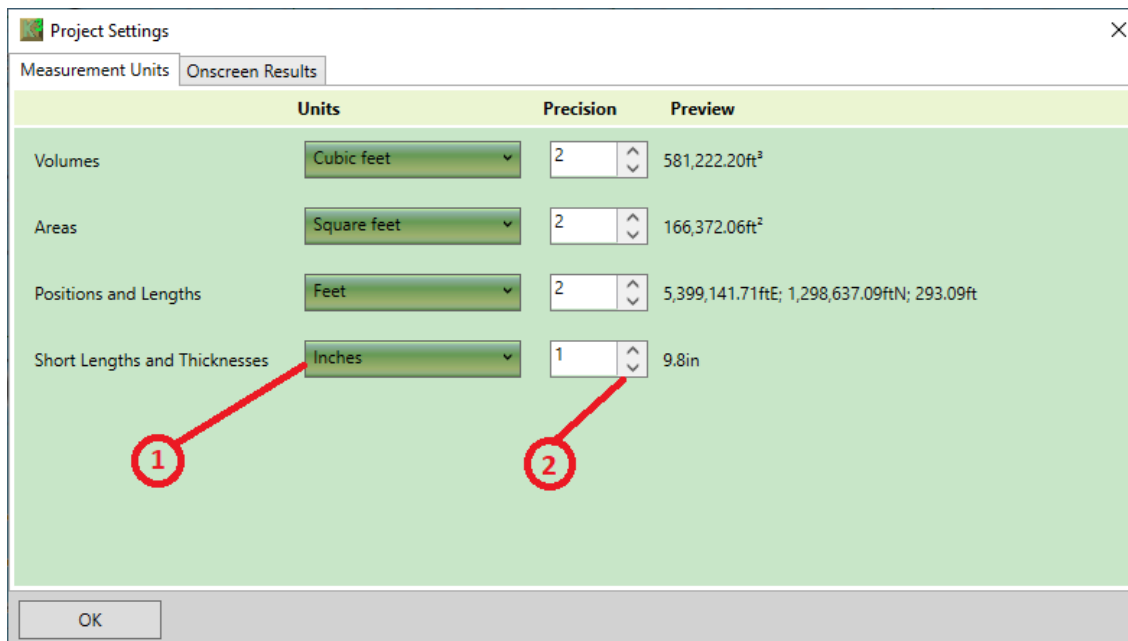 Project Settings
Measurement Units Onscreen Results
Units Precision Preview
Volumes Cubic feet 2 581,222.20ft³
Areas Square feet 2 166,372.06ft²
Positions and Lengths Feet 2 5,399,141.71ftE; 1,298,637.09ftN; 293.09ft
Short Lengths and Thicknesses Inches 1 9.8in
1 2
OK